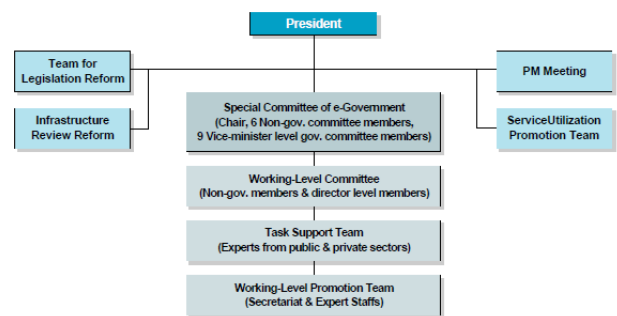 President
Team for
Legislation Reform
PM Meeting
Infrastructure
Review Reform
Special Committee of e-Government
(Chair, 6 Non-gov. committee members,
9 Vice-minister level gov. committee members)
ServiceUtilization
Promotion Team
Working-Level Committee
(Non-gov. members & director level members)
Task Support Team
(Experts from public & private sectors)
Working-Level Promotion Team
(Secretariat & Expert Staffs)